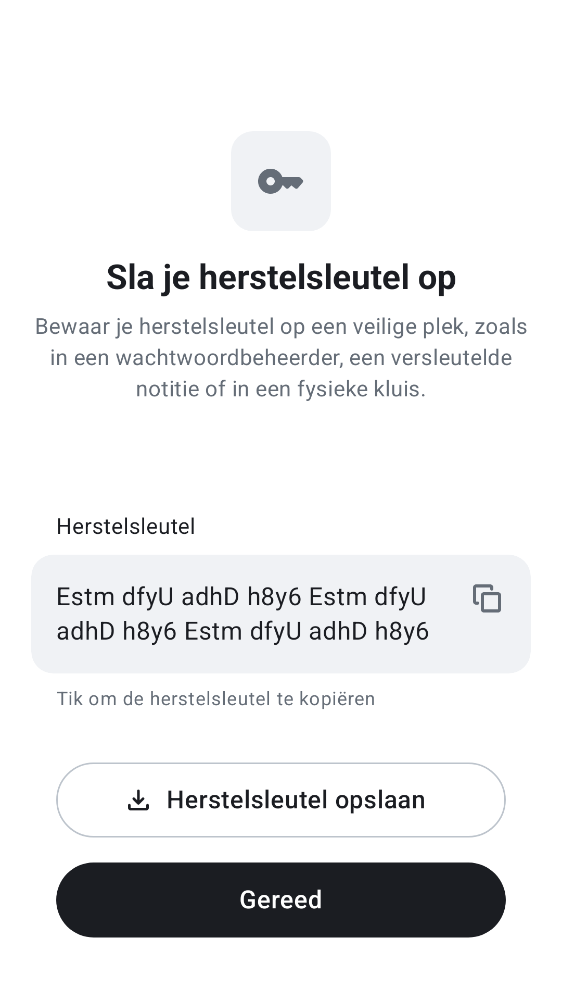 Sla je herstelsleutel op
Bewaar je herstelsleutel op een veilige plek, zoals
in een wachtwoordbeheerder, een versleutelde
notitie of in een fysieke kluis.
Herstelsleutel
Estm dfyU adhD h8y6 Estm dfyU
adhD h8y6 Estm dfyU adhD h8y6
Tik om de herstelsleutel te kopiëren
Herstelsleutel opslaan
Gereed